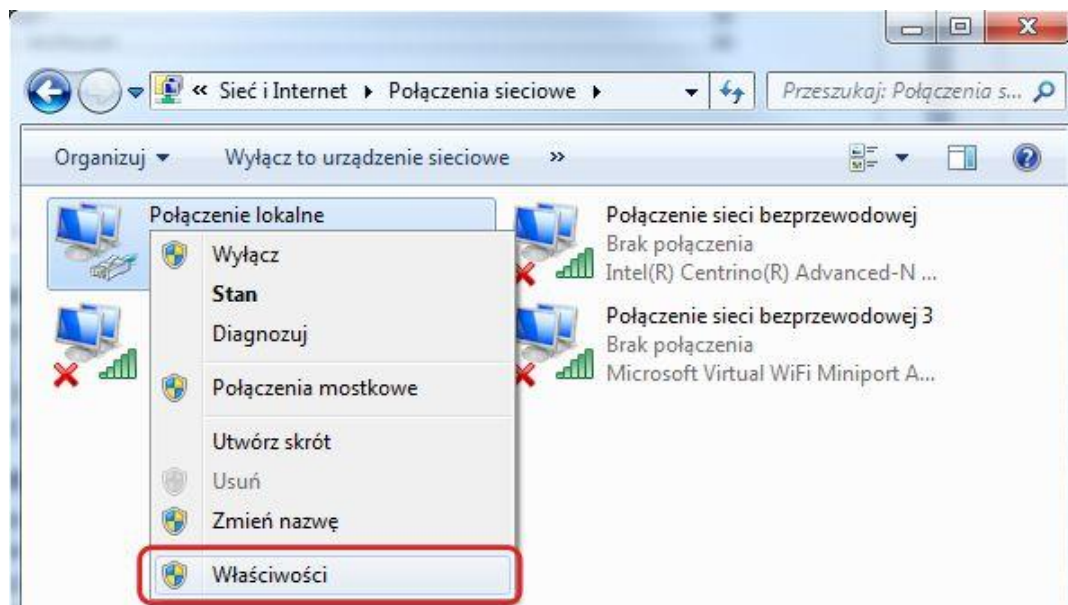 « Sieć i Internet ▸ Połączenia sieciowe ▸
Przeszukaj: Połączenia s...
Organizuj
Wyłącz to urządzenie sieciowe
»
Połączenie lokalne
Wyłącz
Stan
Diagnozuj
Połączenia mostkowe
Utwórz skrót
Usuń
Zmień nazwę
Właściwości
Połączenie sieci bezprzewodowej
Brak połączenia
Intel(R) Centrino(R) Advanced-N ...
Połączenie sieci bezprzewodowej 3
Brak połączenia
Microsoft Virtual WiFi Miniport A...